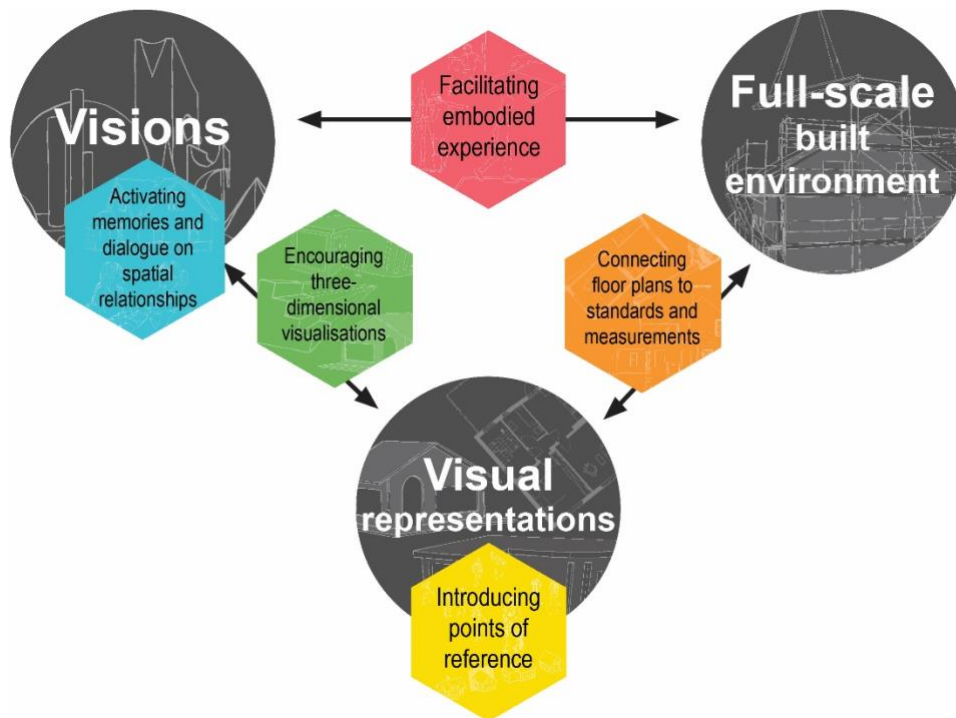 Visions
Activating
memories and
dialogue on
spatial
relationships
Facilitating
embodied
experience
Full-scale
built
environment
Encouraging
three-
dimensional
visualisations
Connecting
floor plans to
standards and
measurements
Visual
representations
Introducing
points of
reference